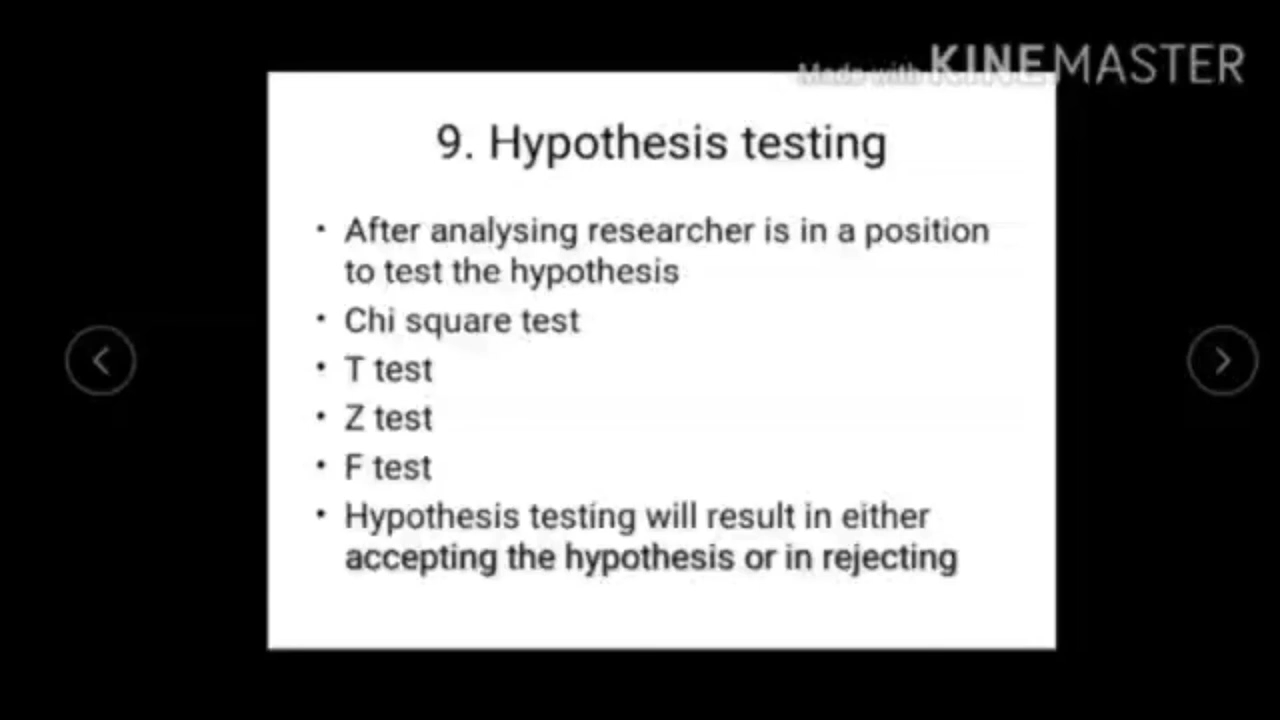 Made with KINEMASTER
9. Hypothesis testing
• After analysing researcher is in a position
to test the hypothesis
• Chi square test
• T test
• Z test
• F test
• Hypothesis testing will result in either
accepting the hypothesis or in rejecting